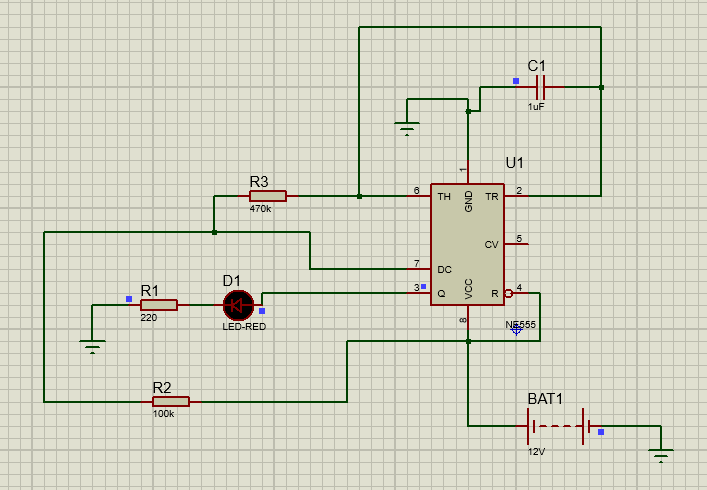 C1
1uF
U1
1
R3
470k
6
TH
GND
TR
2
CV
5
7
DC
R1
220
D1
LED-RED
3
Q
VCC
R
4
8
NE555
R2
100k
BAT1
12V